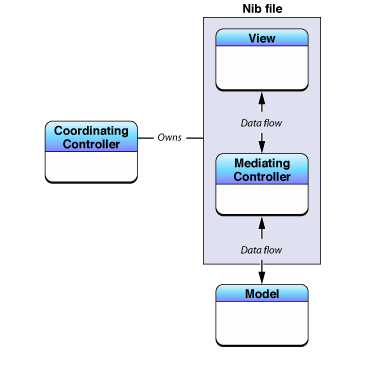 Nib file
View
Data flow
Coordinating
Controller
Owns
Mediating
Controller
Data flow
Model